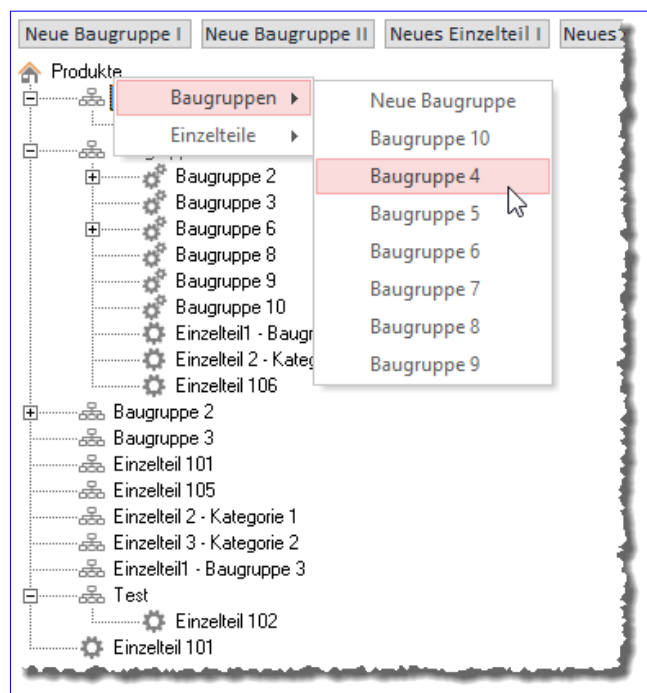 Neue Baugruppe I Neue Baugruppe II Neues Einzelteil I Neues
Produkte
Baugruppen
Einzelteile
Neue Baugruppe
Baugruppe 10
Baugruppe 4
Baugruppe 5
Baugruppe 6
Baugruppe 7
Baugruppe 8
Baugruppe 9
Baugruppe 2
Baugruppe 3
Baugruppe 6
Baugruppe 8
Baugruppe 9
Baugruppe 10
Einzelteil1 - Baugr
Einzelteil 2 - Kateg
Einzelteil 106
Baugruppe 2
Baugruppe 3
Einzelteil 101
Einzelteil 105
Einzelteil 2 - Kategorie 1
Einzelteil 3 - Kategorie 2
Einzelteil1 - Baugruppe 3
Test
Einzelteil 102
Einzelteil 101